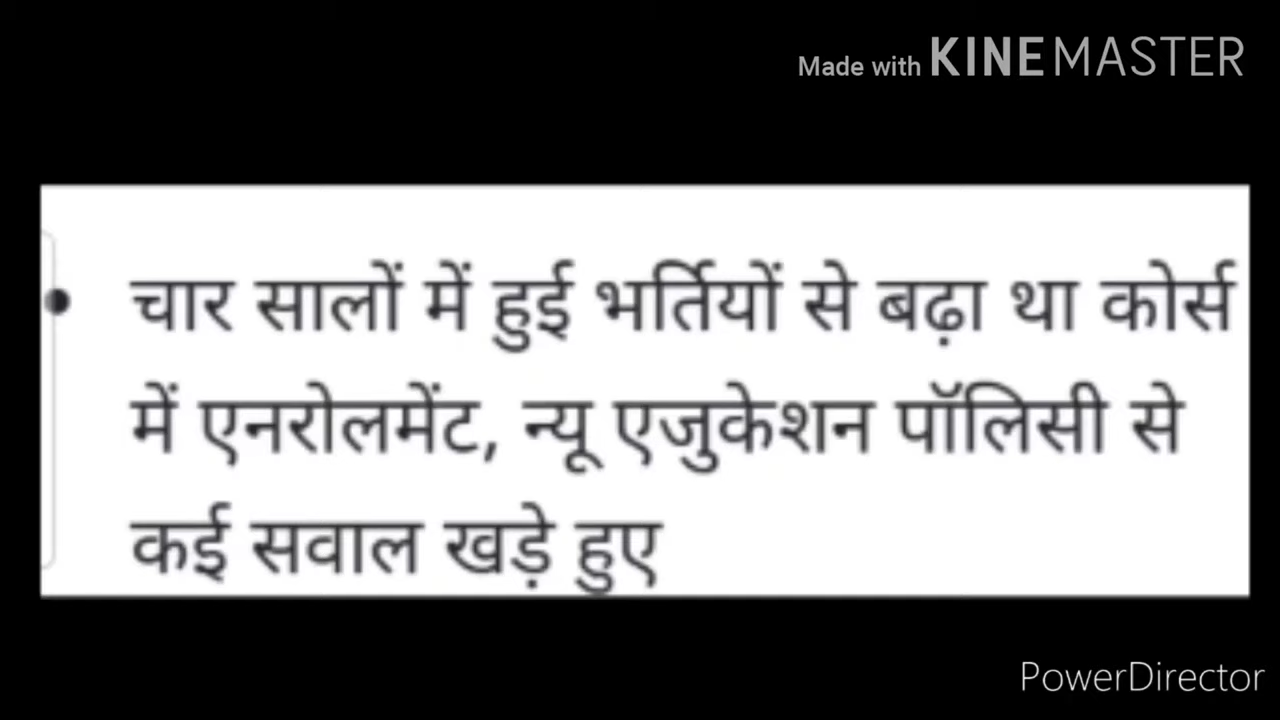 Made with KINEMASTER
• चार सालों में हुई भर्तियों से बढ़ा था कोर्स
में एनरोलमेंट, न्यू एजुकेशन पॉलिसी से
कई सवाल खड़े हुए
PowerDirector